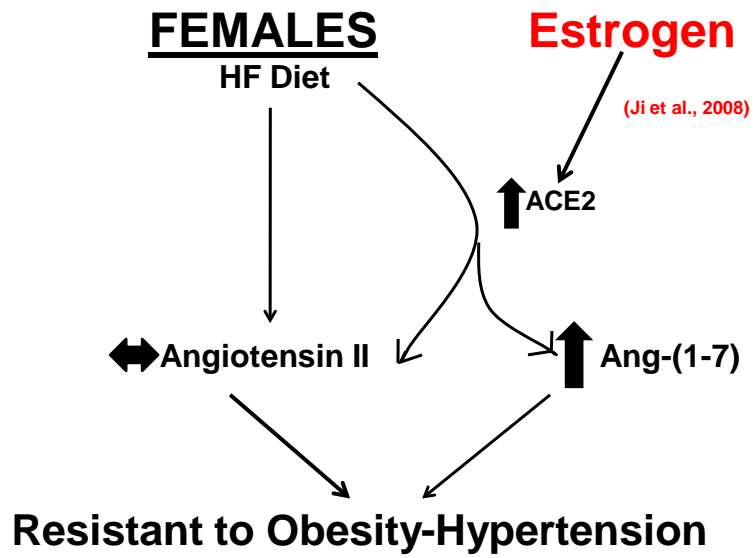 FEMALES
Estrogen
HF Diet
(Ji et al., 2008)
ACE2
Angiotensin II
Ang-(1-7)
Resistant to Obesity-Hypertension